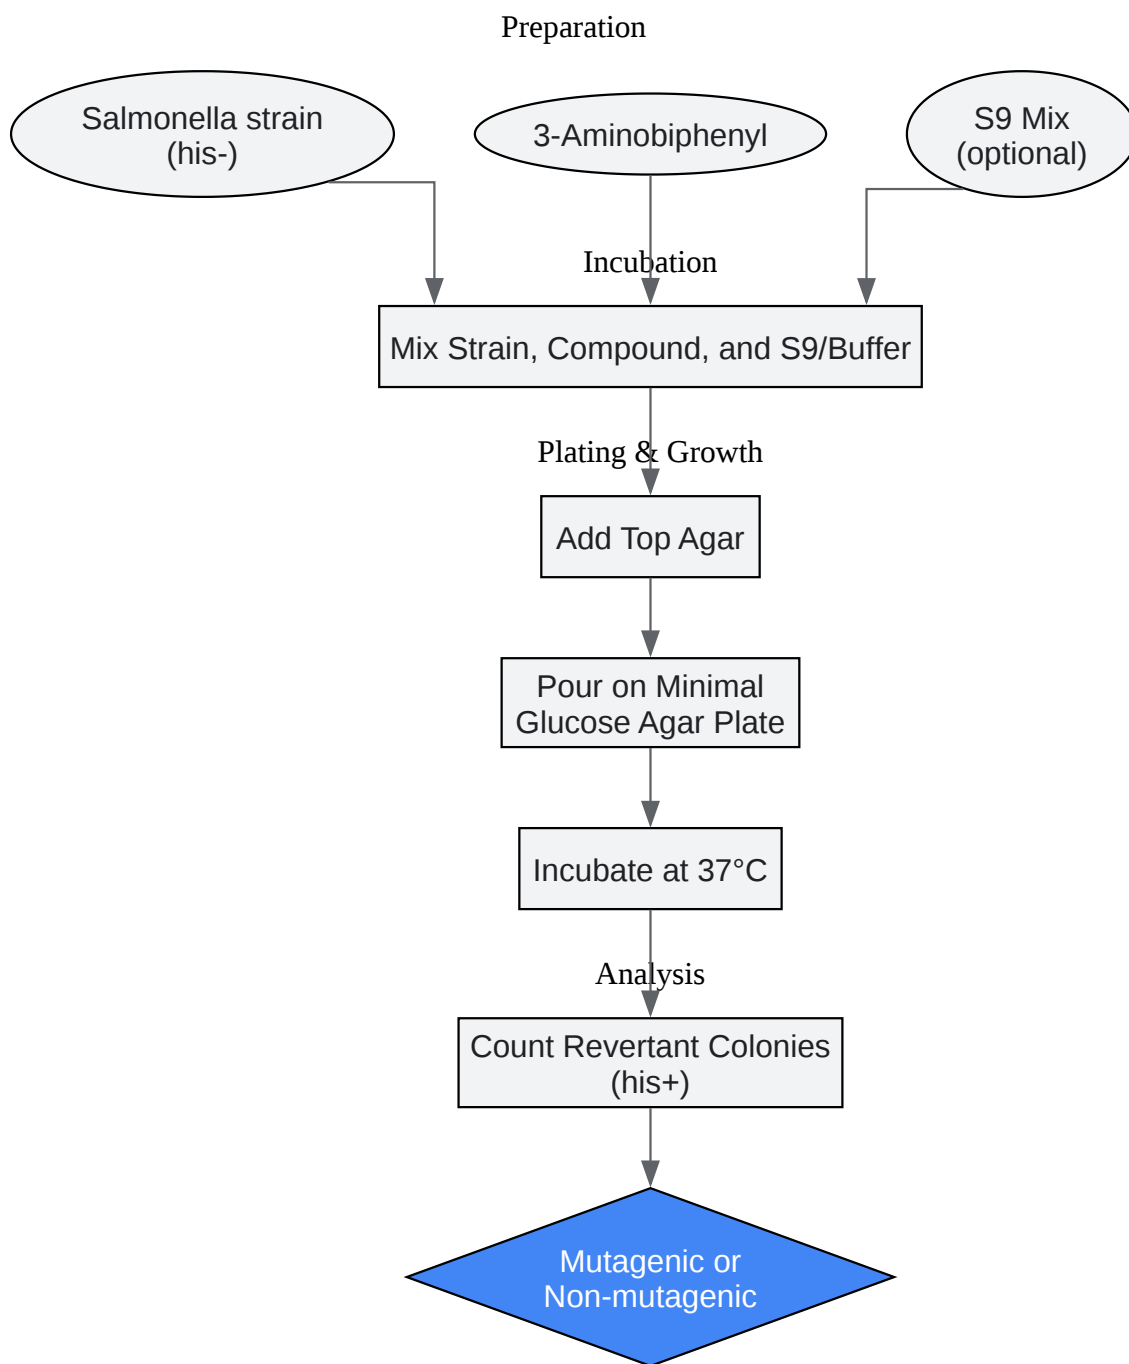 Preparation
Salmonella strain
(his-)
3-Aminobiphenyl
S9 Mix
(optional)
Incubation
Mix Strain, Compound, and S9/Buffer
Plating & Growth
Add Top Agar
Pour on Minimal
Glucose Agar Plate
Incubate at 37°C
Analysis
Count Revertant Colonies
(his+)
Mutagenic or
Non-mutagenic